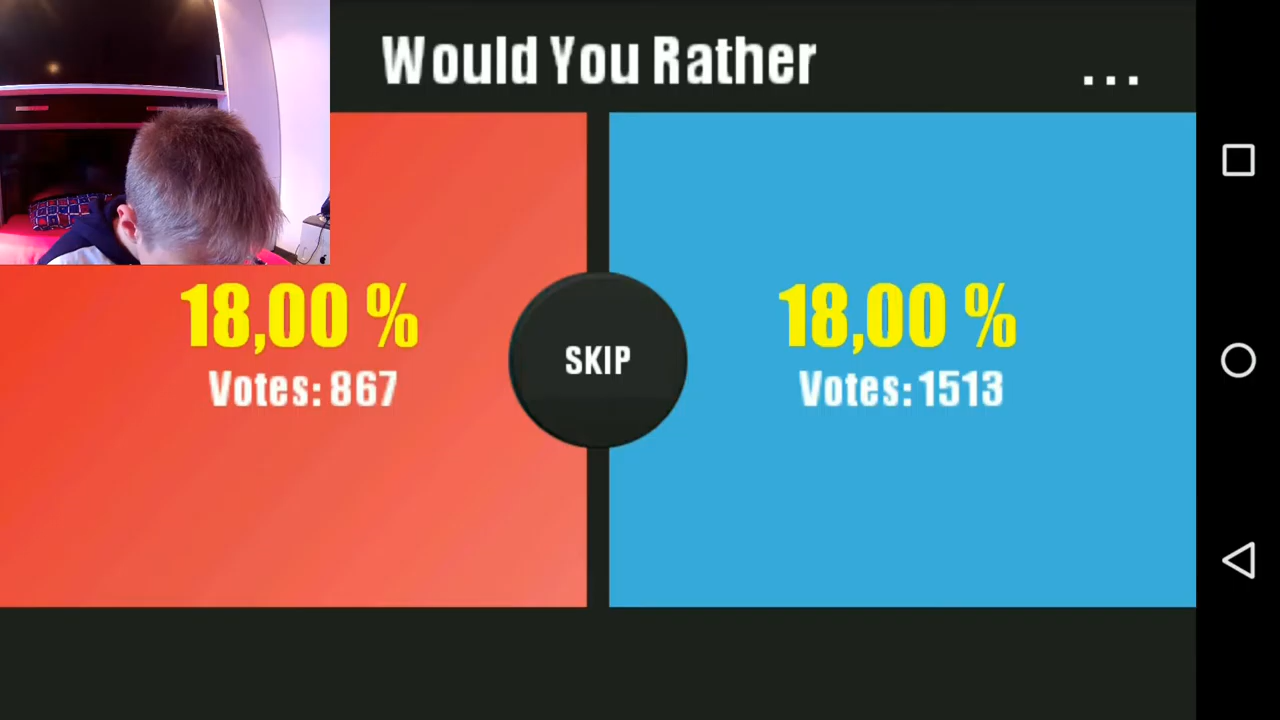 Would You Rather
...
18,00 %
Votes: 867
SKIP
18,00 %
Votes: 1513